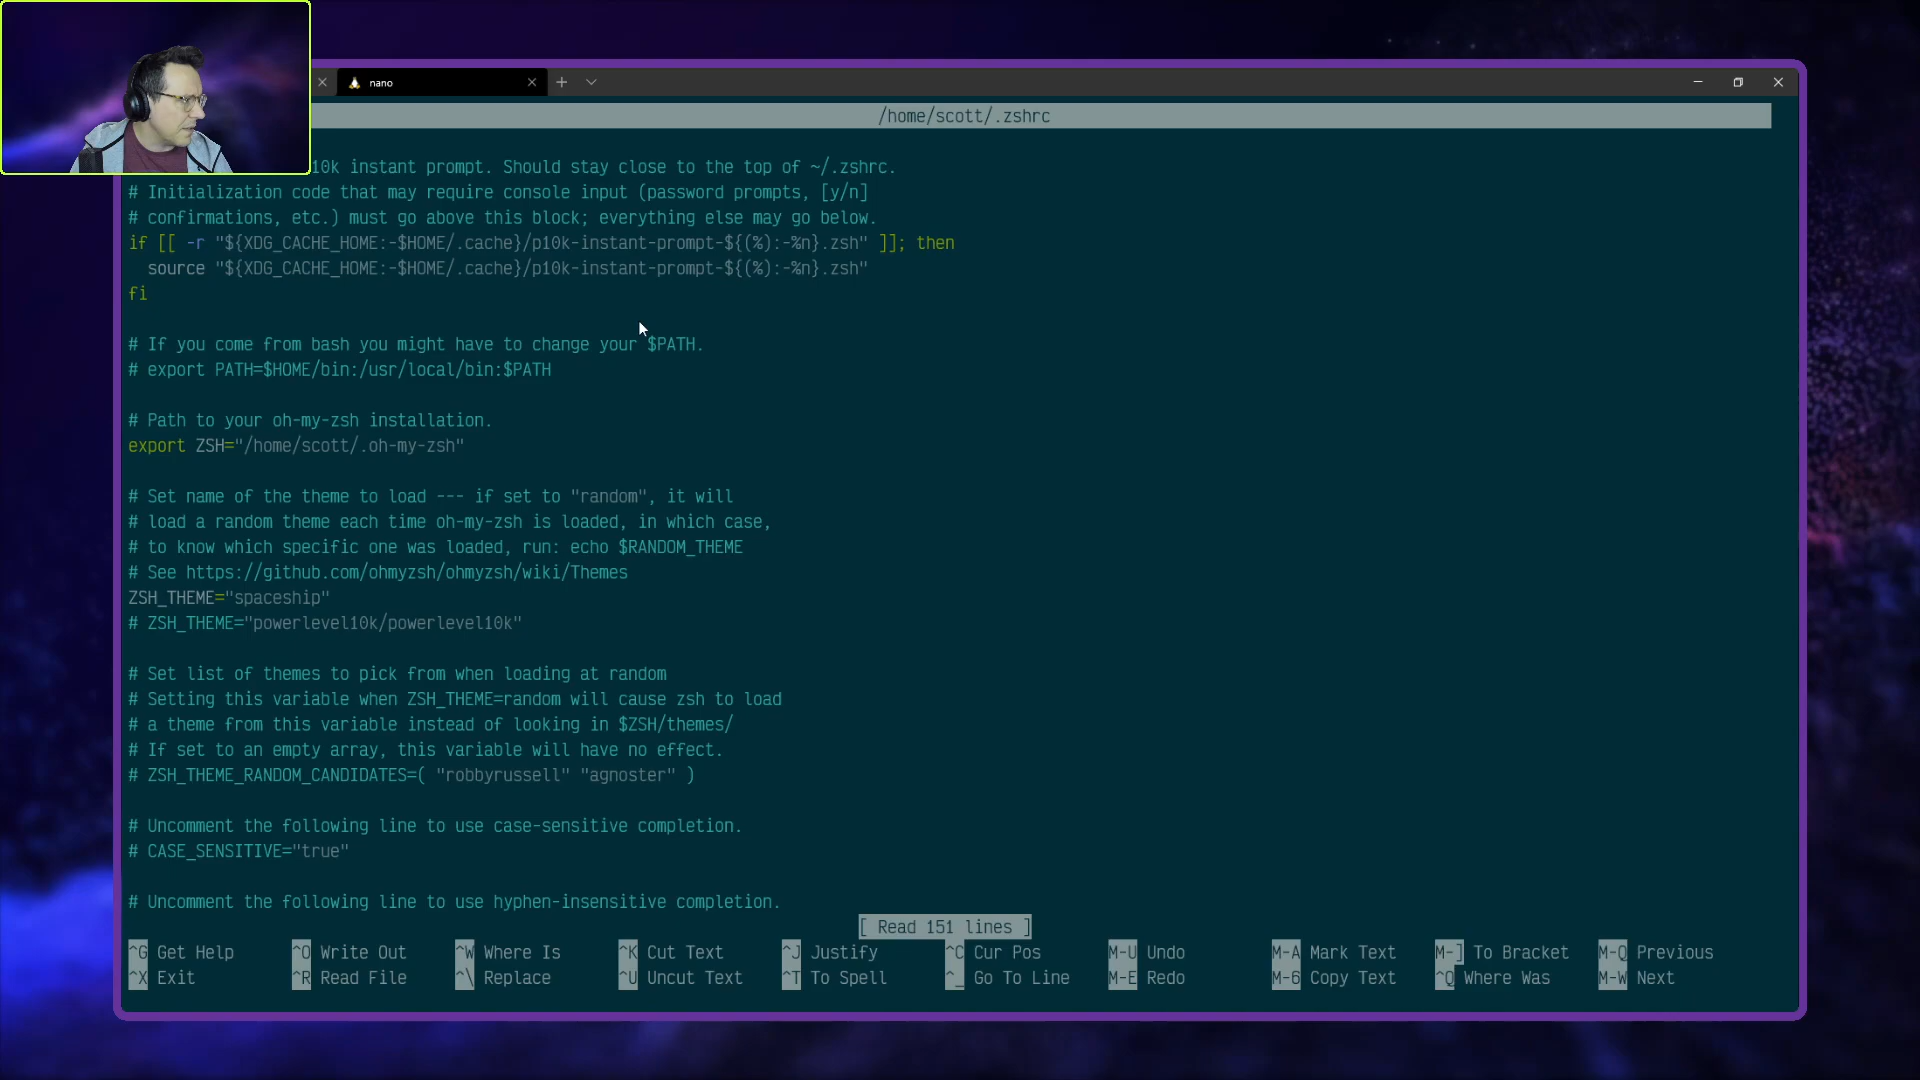 nano
/home/scott/.zshrc
10k instant prompt. Should stay close to the top of ~/.zshrc.
# Initialization code that may require console input (password prompts, [y/n]
# confirmations, etc.) must go above this block; everything else may go below.
if [[ -r "${XDG_CACHE_HOME:-$HOME/.cache}/p10k-instant-prompt-${(%):-%n}.zsh" ]]; then
  source "${XDG_CACHE_HOME:-$HOME/.cache}/p10k-instant-prompt-${(%):-%n}.zsh"
fi
# If you come from bash you might have to change your $PATH.
# export PATH=$HOME/bin:/usr/local/bin:$PATH
# Path to your oh-my-zsh installation.
export ZSH="/home/scott/.oh-my-zsh"
# Set name of the theme to load --- if set to "random", it will
# load a random theme each time oh-my-zsh is loaded, in which case,
# to know which specific one was loaded, run: echo $RANDOM_THEME
# See https://github.com/ohmyzsh/ohmyzsh/wiki/Themes
ZSH_THEME="spaceship"
# ZSH_THEME="powerlevel10k/powerlevel10k"
# Set list of themes to pick from when loading at random
# Setting this variable when ZSH_THEME=random will cause zsh to load
# a theme from this variable instead of looking in $ZSH/themes/
# If set to an empty array, this variable will have no effect.
# ZSH_THEME_RANDOM_CANDIDATES=( "robbyrussell" "agnoster" )
# Uncomment the following line to use case-sensitive completion.
# CASE_SENSITIVE="true"
# Uncomment the following line to use hyphen-insensitive completion.
[ Read 151 lines ]
^G Get Help ^O Write Out ^W Where Is ^K Cut Text ^J Justify ^C Cur Pos M-U Undo M-A Mark Text M-] To Bracket M-Q Previous
^X Exit ^R Read File ^\ Replace ^U Uncut Text ^T To Spell ^_ Go To Line M-E Redo M-6 Copy Text ^Q Where Was M-W Next